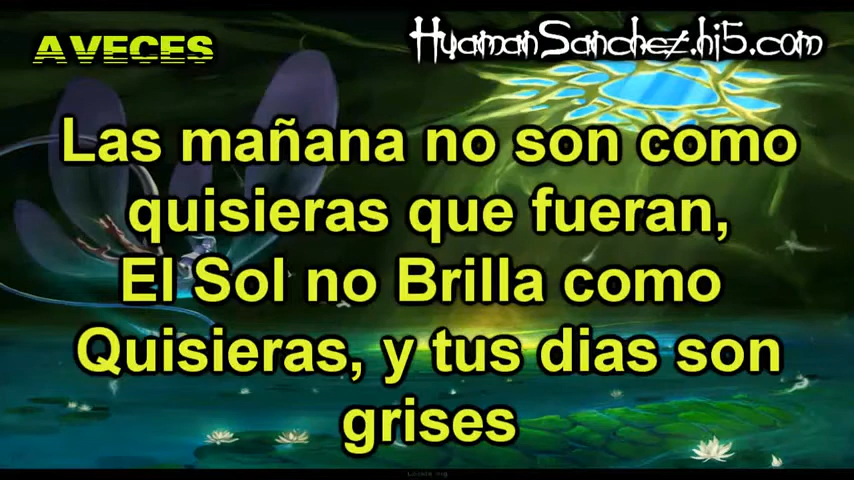 A VECES
HyamanSanchez.hi5.com
Las mañana no son como
quisieras que fueran,
El Sol no Brilla como
Quisieras, y tus dias son
grises